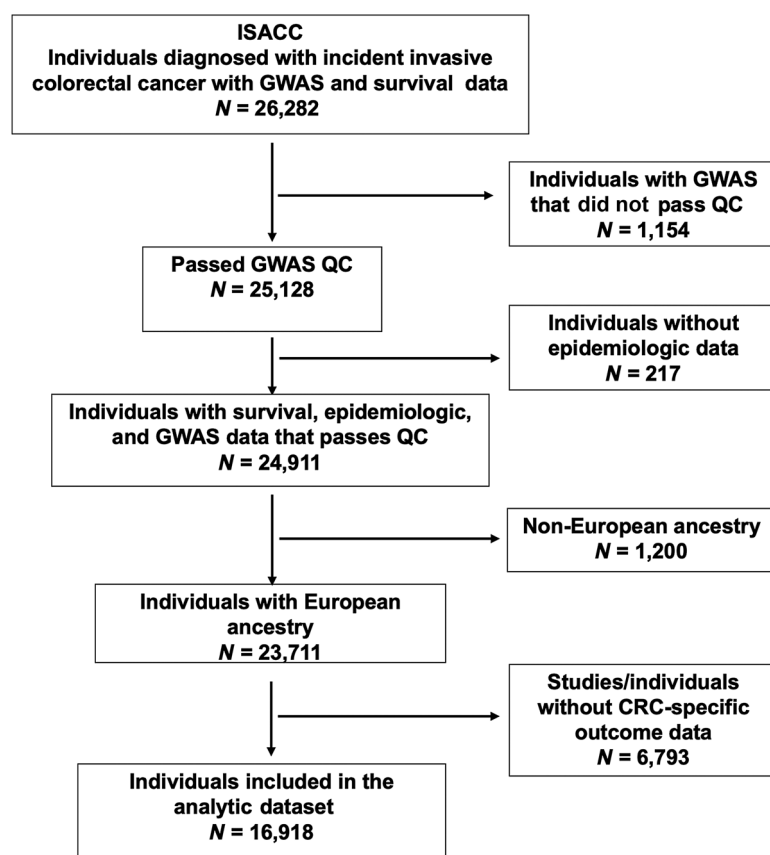 ISACC
Individuals diagnosed with incident invasive
colorectal cancer with GWAS and survival data
N = 26,282
Individuals with GWAS
that did not pass QC
N = 1,154
Passed GWAS QC
N = 25,128
Individuals without
epidemiologic data
N = 217
Individuals with survival, epidemiologic,
and GWAS data that passes QC
N = 24,911
Non-European ancestry
N = 1,200
Individuals with European
ancestry
N = 23,711
Studies/individuals
without CRC-specific
outcome data
N = 6,793
Individuals included in the
analytic dataset
N = 16,918